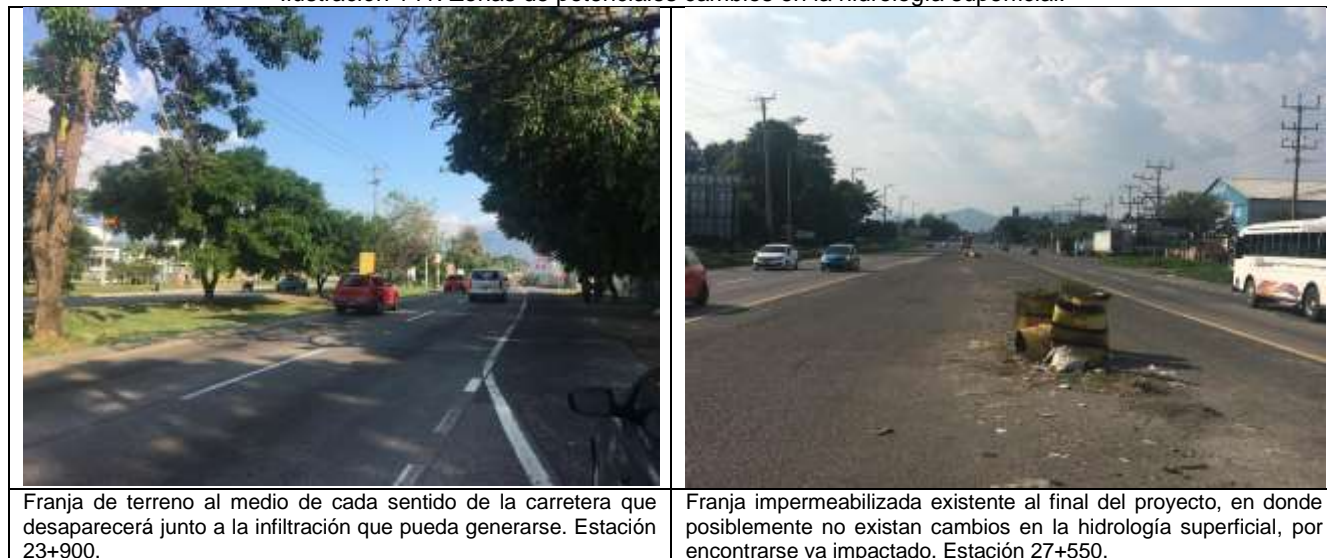 Zonas de potenciales cambios en la hidrología superficial.
Franja de terreno al medio de cada sentido de la carretera que
desaparecerá junto a la infiltración que pueda generarse. Estación
23+900.
Franja impermeabilizada existente al final del proyecto, en donde
posiblemente no existan cambios en la hidrología superficial, por
encontrarse ya impactado. Estación 27+550.